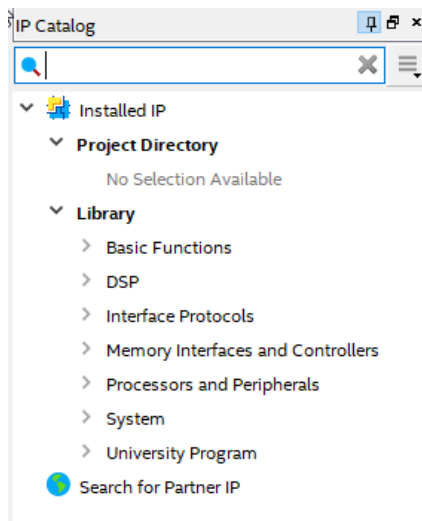 IP Catalog
Installed IP
Project Directory
No Selection Available
Library
Basic Functions
DSP
Interface Protocols
Memory Interfaces and Controllers
Processors and Peripherals
System
University Program
Search for Partner IP